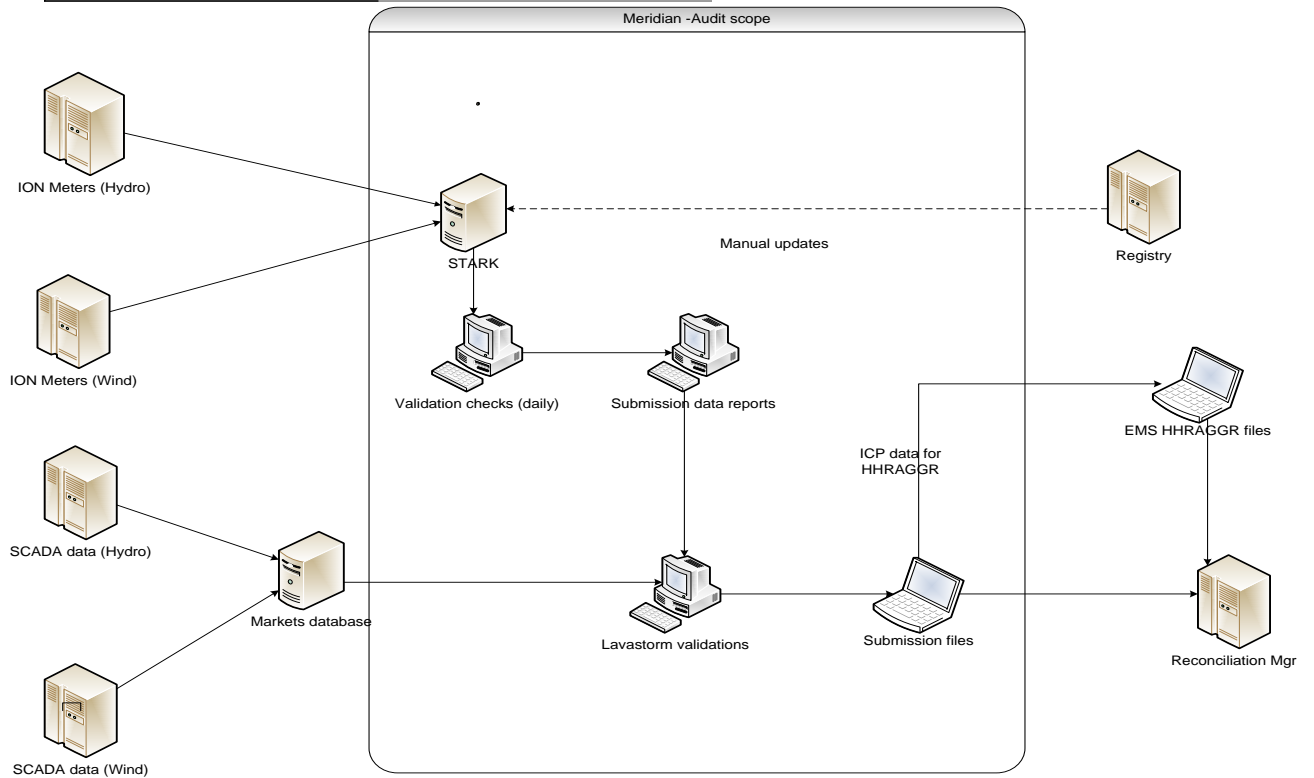 Meridian -Audit scope
ION Meters (Hydro)
STARK
Manual updates
Registry
ION Meters (Wind)
Validation checks (daily)
Submission data reports
EMS HHRAGGR files
ICP data for
HHRAGGR
SCADA data (Hydro)
Markets database
Lavastorm validations
Submission files
Reconciliation Mgr
SCADA data (Wind)